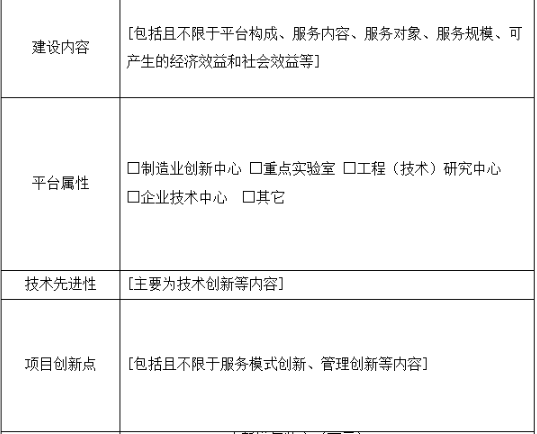 建设内容
[包括且不限于平台构成、服务内容、服务对象、服务规模、可
产生的经济效益和社会效益等]
平台属性
□制造业创新中心 □重点实验室 □工程（技术）研究中心
□企业技术中心 □其它
技术先进性
[主要为技术创新等内容]
项目创新点
[包括且不限于服务模式创新、管理创新等内容]